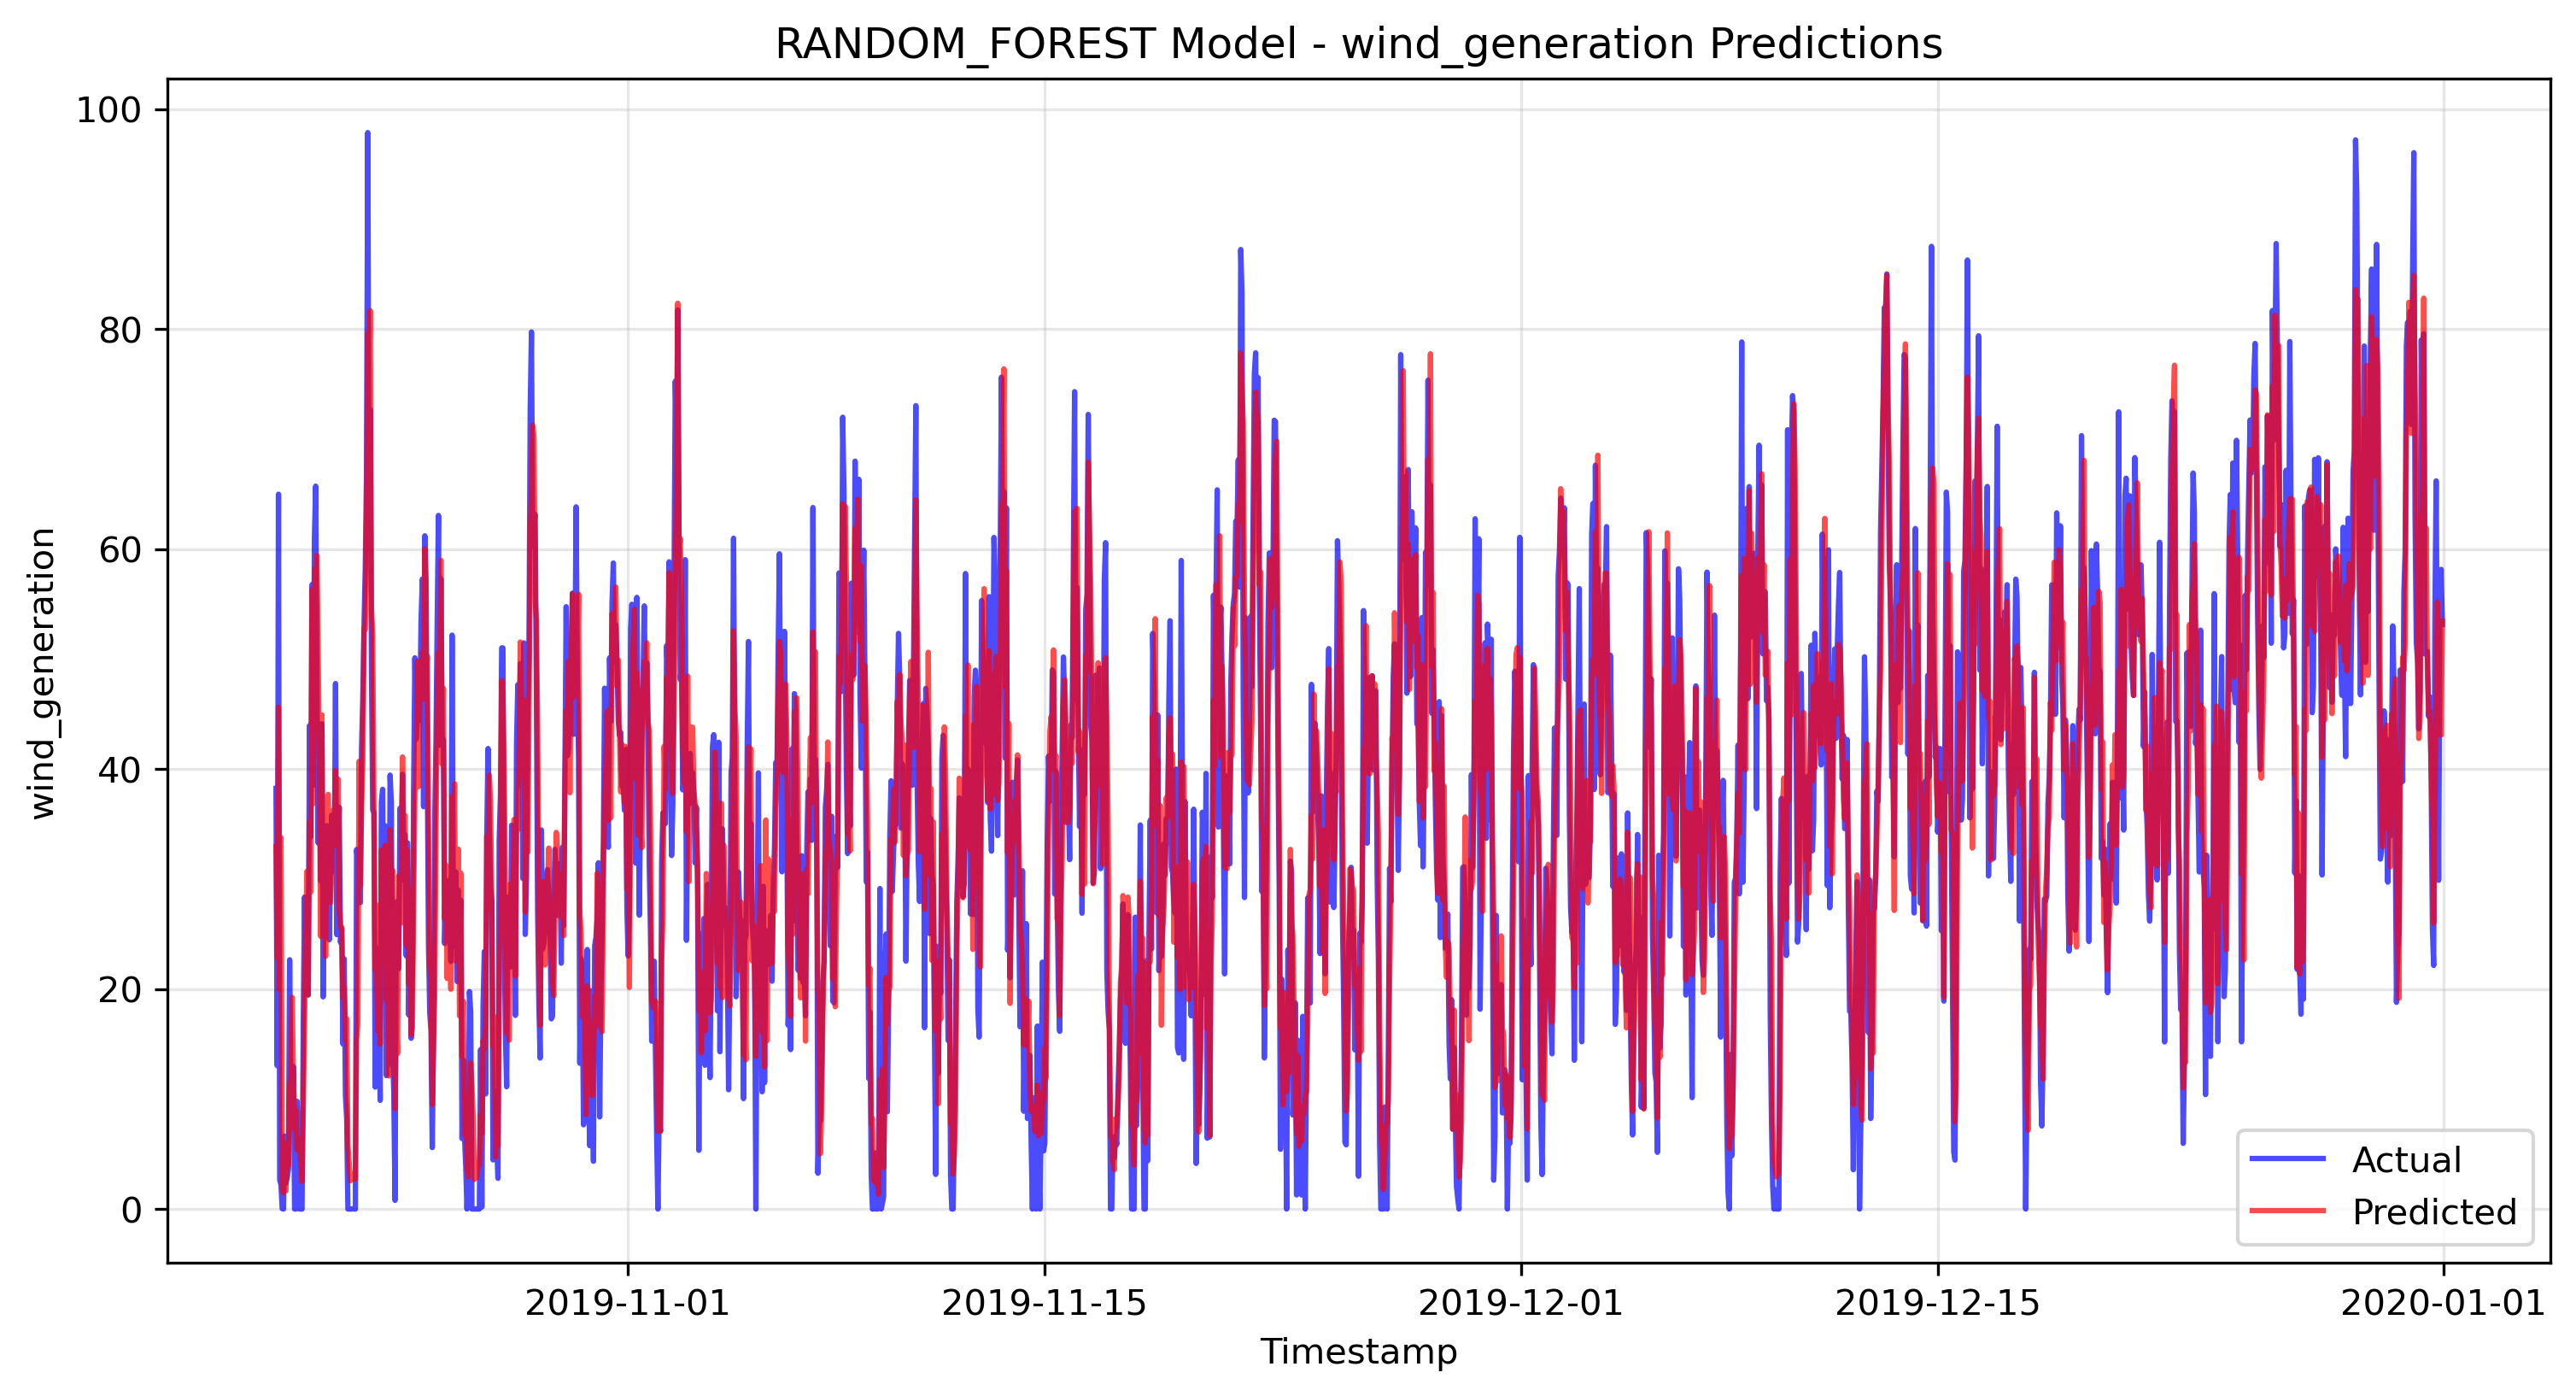 RANDOM_FOREST Model - wind_generation Predictions
100
80
60
40
20
0
wind_generation
2019-11-01
2019-11-15
2019-12-01
2019-12-15
2020-01-01
Timestamp
Actual
Predicted